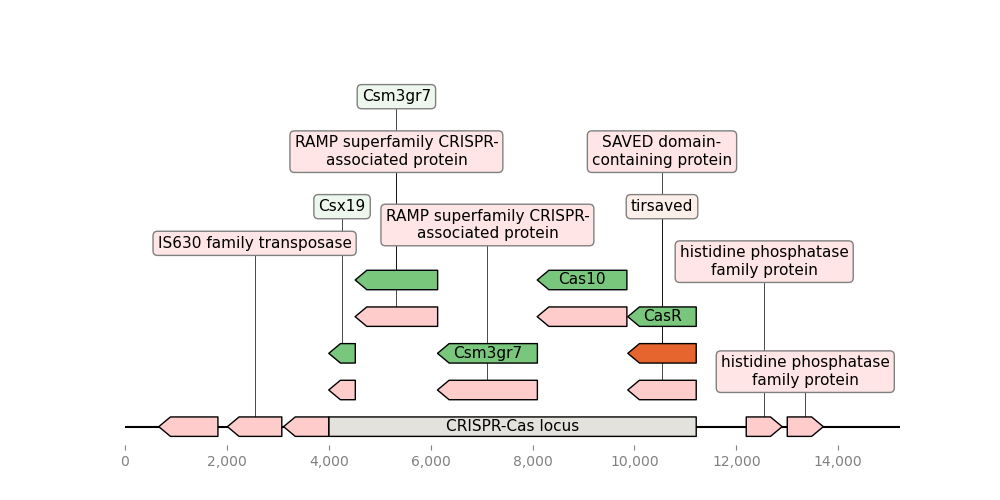 Csm3gr7
RAMP superfamily CRISPR-
associated protein
SAVED domain-
containing protein
Csx19
tirsaved
RAMP superfamily CRISPR-
associated protein
IS630 family transposase
histidine phosphatase
family protein
Cas10
CasR
Csm3gr7
histidine phosphatase
family protein
CRISPR-Cas locus
0 2,000 4,000 6,000 8,000 10,000 12,000 14,000